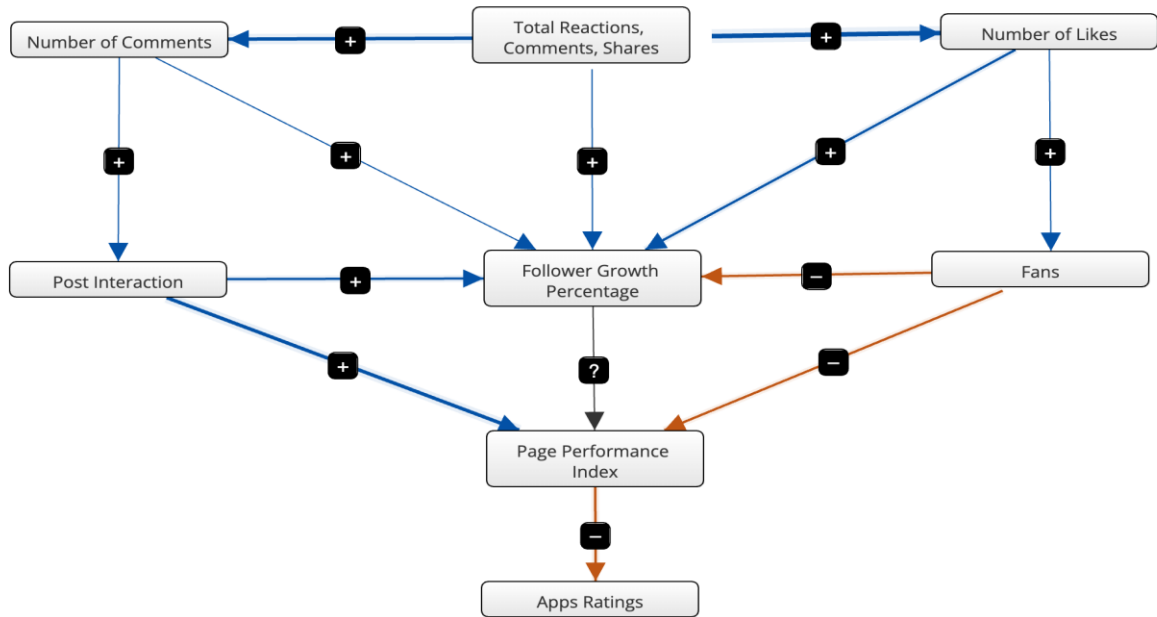 Number of Comments
+
Total Reactions,
Comments, Shares
+
Number of Likes
+
+
+
+
+
Post Interaction
+
Follower Growth
Percentage
−
Fans
+
?
−
Page Performance
Index
−
Apps Ratings